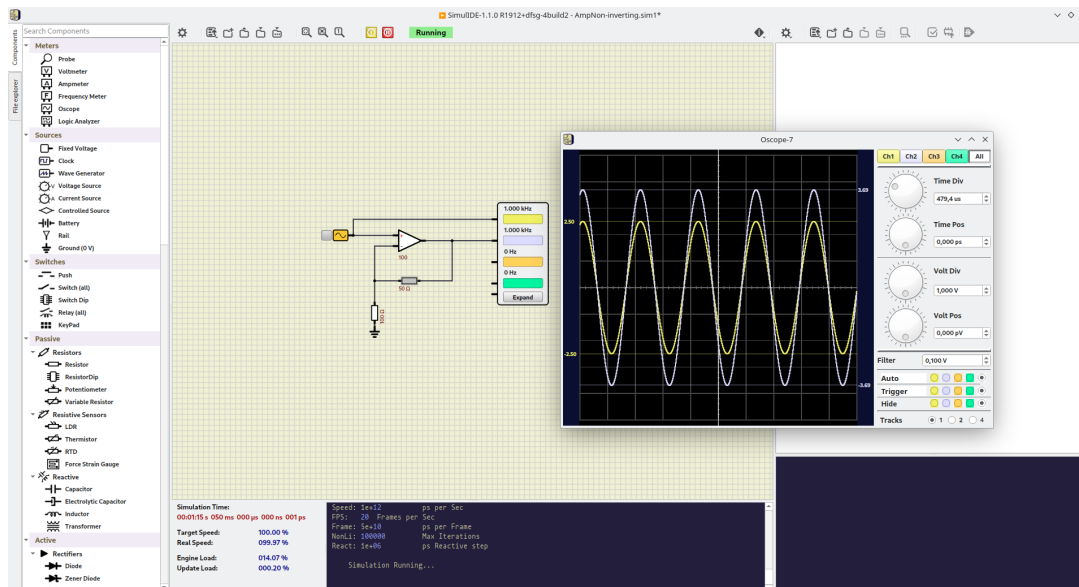 SimulIDE-1.1.0 R1912+dfsg-4build2 - AmpNon-inverting.sim1*
Components
File explorer
Search Components
Meters
Probe
Voltmeter
Ampmeter
Frequency Meter
Oscope
Logic Analyzer
Sources
Fixed Voltage
Clock
Wave Generator
Voltage Source
Current Source
Controlled Source
Battery
Rail
Ground (0 V)
Switches
Push
Switch (all)
Switch Dip
Relay (all)
KeyPad
Passive
Resistors
Resistor
ResistorDip
Potentiometer
Variable Resistor
Resistive Sensors
LDR
Thermistor
RTD
Force Strain Gauge
Reactive
Capacitor
Electrolytic Capacitor
Inductor
Transformer
Active
Rectifiers
Diode
Zener Diode
Running
100
50 Ω
100 Ω
1.000 kHz
1.000 kHz
0 Hz
0 Hz
Expand
Oscope-7
3.69
2.50
-2.50
-3.69
Ch1 Ch2 Ch3 Ch4 All
Time Div
479,4 us
Time Pos
0,000 ps
Volt Div
1,000 V
Volt Pos
0,000 pV
Filter 0,100 V
Auto
Trigger
Hide
Tracks 1 2 4
Simulation Time:
00:01:15 s 050 ms 000 µs 000 ns 001 ps
Target Speed: 100.00 %
Real Speed: 099.97 %
Engine Load: 014.07 %
Update Load: 000.20 %
Speed: 1e+12 ps per Sec
FPS: 20 Frames per Sec
Frame: 5e+10 ps per Frame
NonLi: 100000 Max Iterations
React: 1e+06 ps Reactive step
Simulation Running...